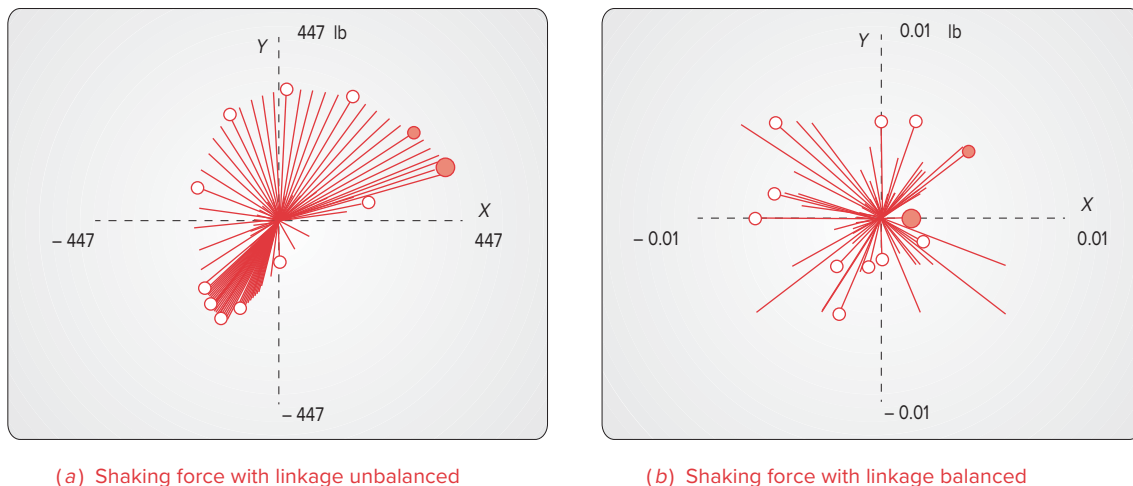 447 lb
Y
X
– 447
447
– 447
(a) Shaking force with linkage unbalanced
0.01 lb
Y
X
– 0.01
0.01
– 0.01
(b) Shaking force with linkage balanced